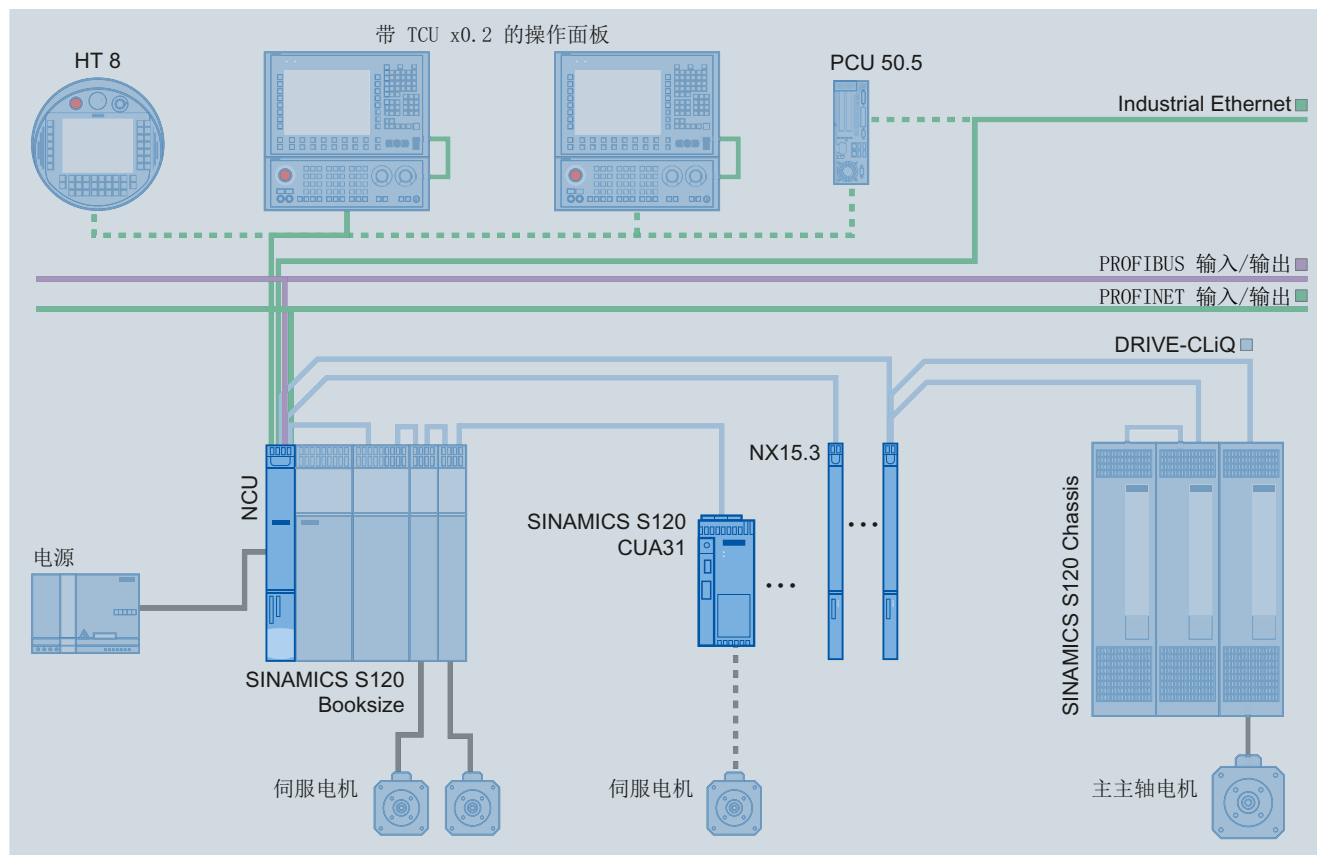 带 TCU x0.2 的操作面板
HT 8
PCU 50.5
Industrial Ethernet
PROFIBUS 输入/输出
PROFINET 输入/输出
DRIVE-CLiQ
NX15.3
NCU
SINAMICS S120
CUA31
SINAMICS S120 Chassis
电源
SINAMICS S120
Booksize
伺服电机
伺服电机
主主轴电机